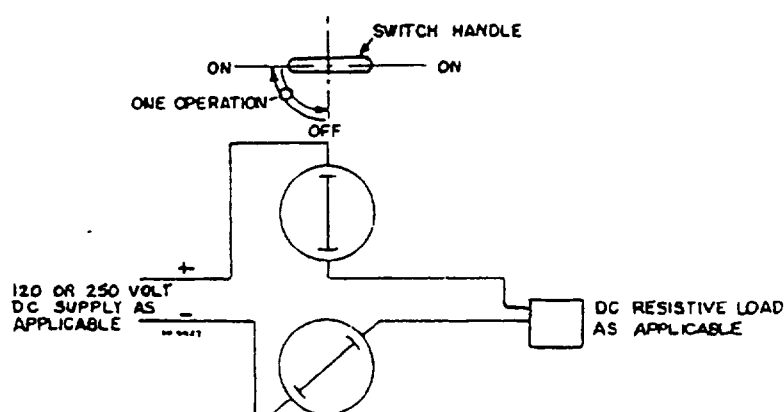 SWITCH HANDLE
ON
ON
ONE OPERATION
OFF
+
120 OR 250 VOLT
DC SUPPLY AS
APPLICABLE
-
DC RESISTIVE LOAD
AS APPLICABLE